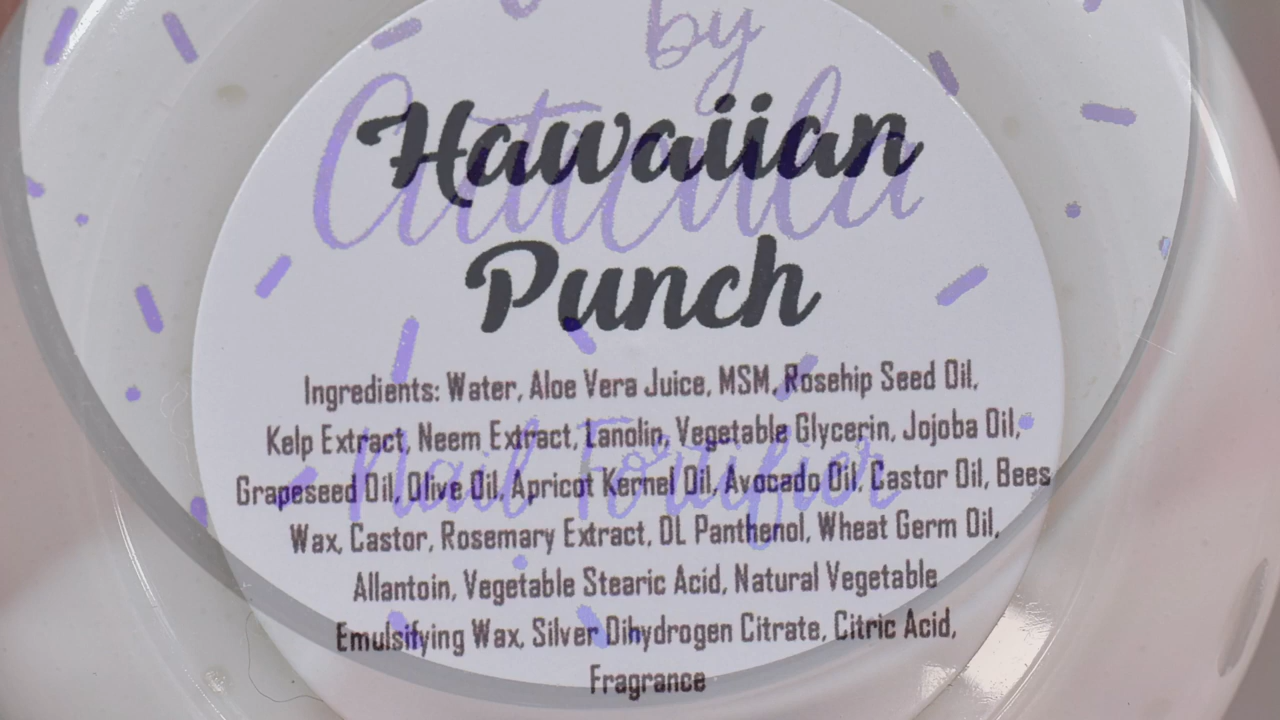 by
Cuticula
Hawaiian
Punch
Ingredients: Water, Aloe Vera Juice, MSM, Rosehip Seed Oil,
Kelp Extract, Neem Extract, Lanolin, Vegetable Glycerin, Jojoba Oil,
Nail Fortifier
Grapeseed Oil, Olive Oil, Apricot Kernel Oil, Avocado Oil, Castor Oil, Bees
Wax, Castor, Rosemary Extract, DL Panthenol, Wheat Germ Oil,
Allantoin, Vegetable Stearic Acid, Natural Vegetable
Emulsifying Wax, Silver Dihydrogen Citrate, Citric Acid,
Fragrance